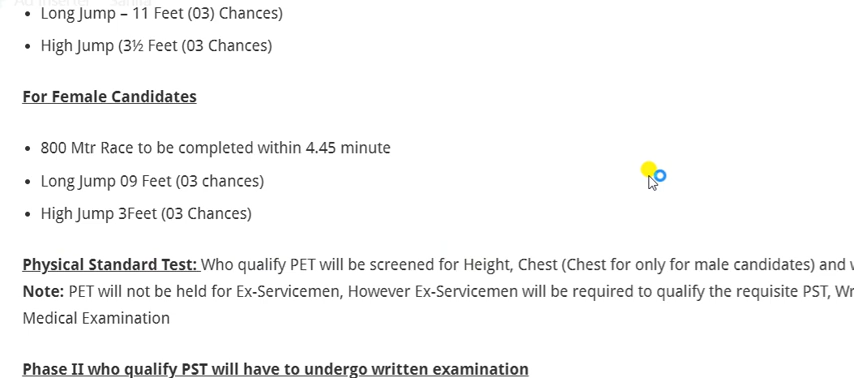 Long Jump – 11 Feet (03) Chances)
High Jump (3½ Feet (03 Chances)
For Female Candidates
800 Mtr Race to be completed within 4.45 minute
Long Jump 09 Feet (03 chances)
High Jump 3Feet (03 Chances)
Physical Standard Test: Who qualify PET will be screened for Height, Chest (Chest for only for male candidates) and
Note: PET will not be held for Ex-Servicemen, However Ex-Servicemen will be required to qualify the requisite PST,
Medical Examination
Phase II who qualify PST will have to undergo written examination